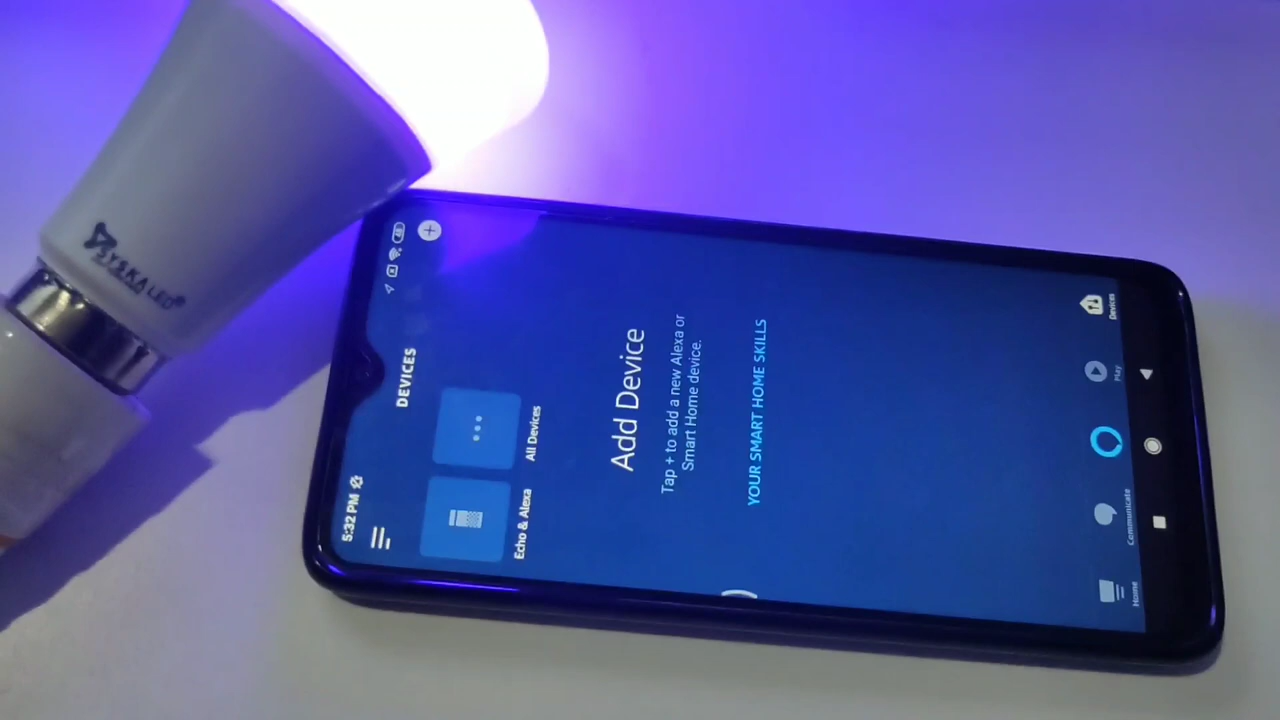 SYSKA LED®
5:32 PM
48
DEVICES
Echo & Alexa
All Devices
Add Device
Tap + to add a new Alexa or
Smart Home device.
YOUR SMART HOME SKILLS
Home
Communicate
Play
Devices